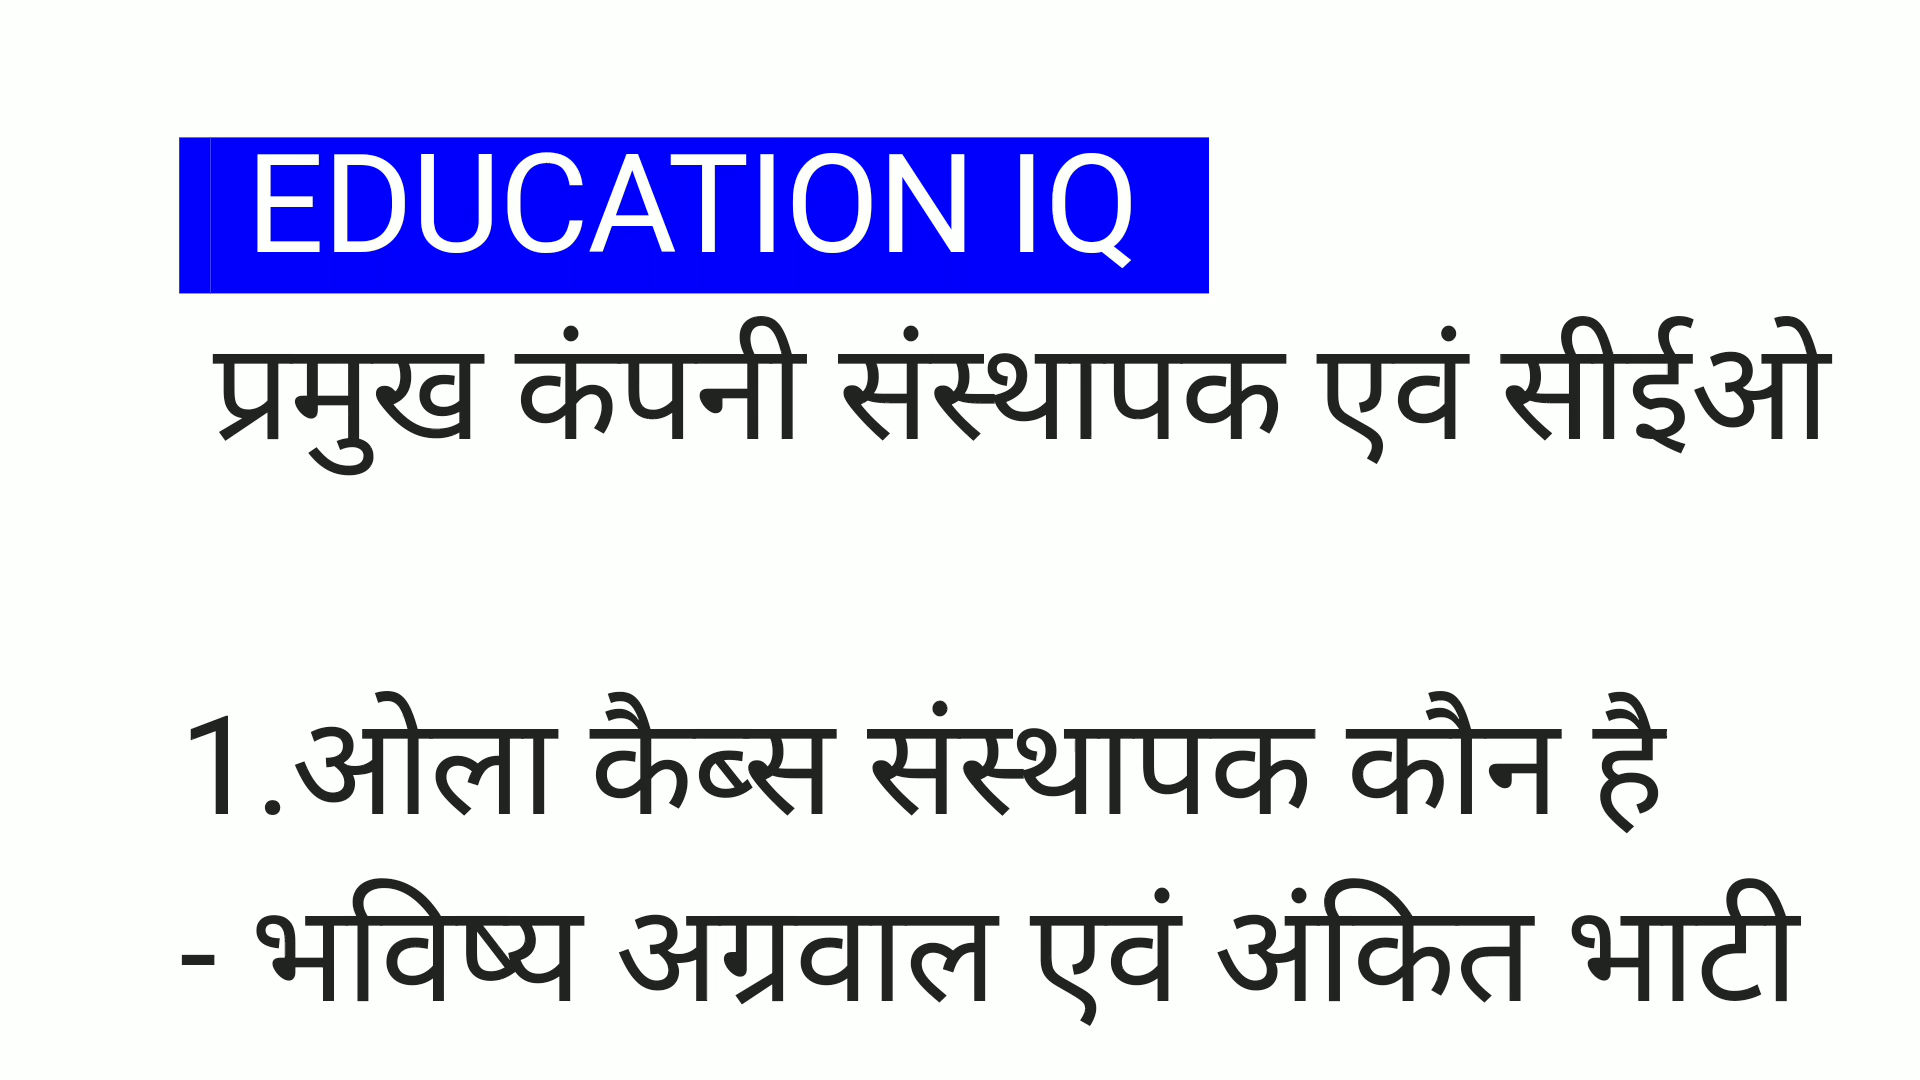 EDUCATION IQ
प्रमुख कंपनी संस्थापक एवं सीईओ
1.ओला कैब्स संस्थापक कौन है
- भविष्य अग्रवाल एवं अंकित भाटी